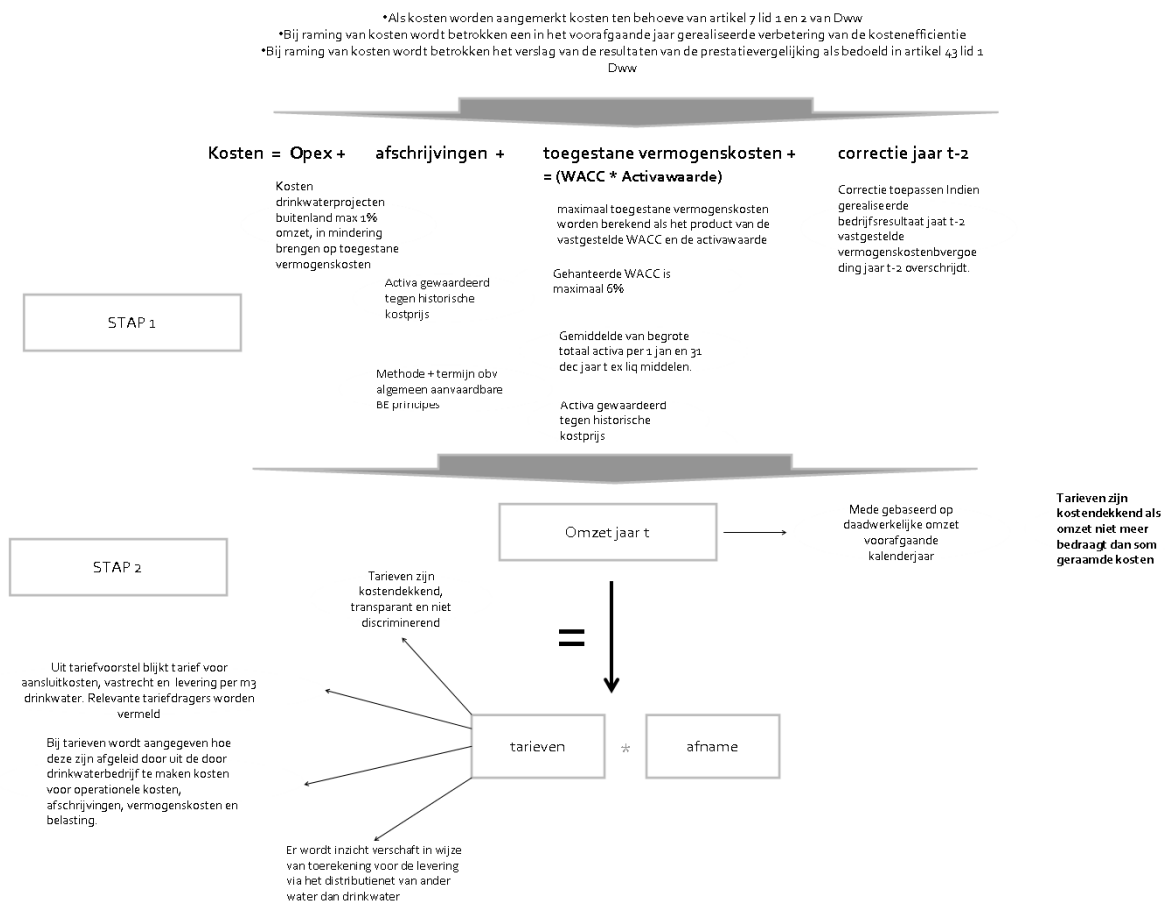 •Als kosten worden aangemerkt kosten ten behoeve van artikel 7 lid 1 en 2 van Dww
•Bij raming van kosten wordt betrokken een in het voorafgaande jaar gerealiseerde verbetering van de kostenefficientie
•Bij raming van kosten wordt betrokken het verslag van de resultaten van de prestatievergelijking als bedoeld in artikel 43 lid 1
Dww
Kosten = Opex + afschrijvingen + toegestane vermogenskosten + correctie jaar t-2
= (WACC * Activawaarde)
Kosten
drinkwaterprojecten
buitenland max 1%
omzet, in mindering
brengen op toegestane
vermogenskosten
Activa gewaardeerd
tegen historische
kostprijs
Methode + termijn obv
algemeen aanvaardbare
BE principes
maximaal toegestane vermogenskosten
worden berekend als het product van de
vastgestelde WACC en de activawaarde
Gehanteerde WACC is
maximaal 6%
Gemiddelde van begrote
totaal activa per 1 jan en 31
dec jaar t ex liq middelen.
Activa gewaardeerd
tegen historische
kostprijs
Correctie toepassen Indien
gerealiseerde
bedrijfsresultaat jaat t-2
vastgestelde
vermogenskostenbvergoe
ding jaar t-2 overschrijdt.
STAP 1
STAP 2
Omzet jaar t
Mede gebaseerd op
daadwerkelijke omzet
voorafgaande
kalenderjaar
Tarieven zijn
kostendekkend als
omzet niet meer
bedraagt dan som
geraamde kosten
Tarieven zijn
kostendekkend,
transparant en niet
discriminerend
=
Uit tariefvoorstel blijkt tarief voor
aansluitkosten, vastrecht en levering per m3
drinkwater. Relevante tariefdragers worden
vermeld
tarieven * afname
Bij tarieven wordt aangegeven hoe
deze zijn afgeleid door uit de door
drinkwaterbedrijf te maken kosten
voor operationele kosten,
afschrijvingen, vermogenskosten en
belasting.
Er wordt inzicht verschaft in wijze
van toerekening voor de levering
via het distributienet van ander
water dan drinkwater